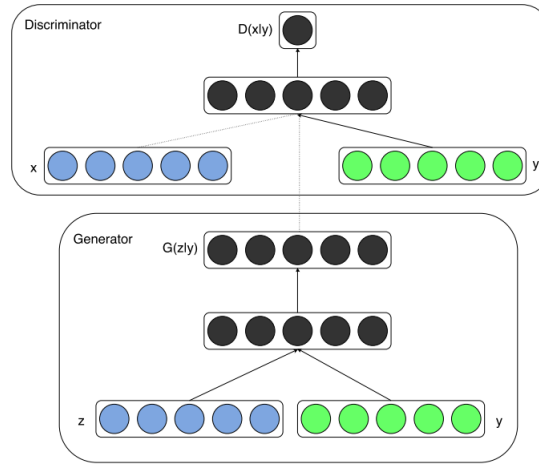 Discriminator
D(x|y)
x
y
Generator
G(z|y)
z
y